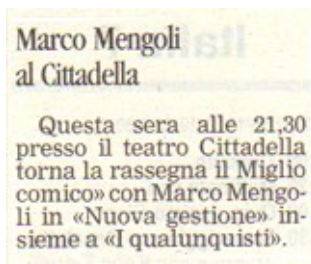 Marco Mengoli
al Cittadella
Questa sera alle 21,30
presso il teatro Cittadella
torna la rassegna il Miglio
comico» con Marco Mengo-
li in «Nuova gestione» in-
sieme a «I qualunquisti».